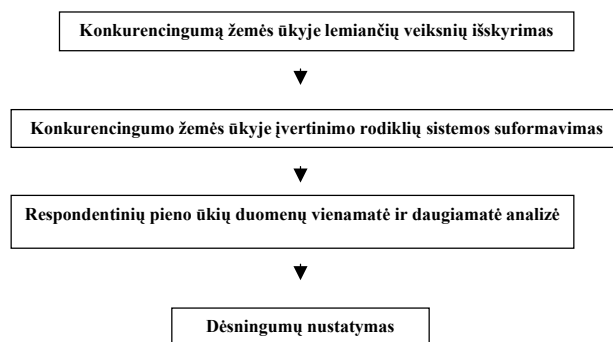 Konkurencingumą žemės ūkyje lemiančių veiksnių išskyrimas
Konkurencingumo žemės ūkyje įvertinimo rodiklių sistemos suformavimas
Respondentinių pieno ūkių duomenų vienamatė ir daugiamatė analizė
Dėsningumų nustatymas